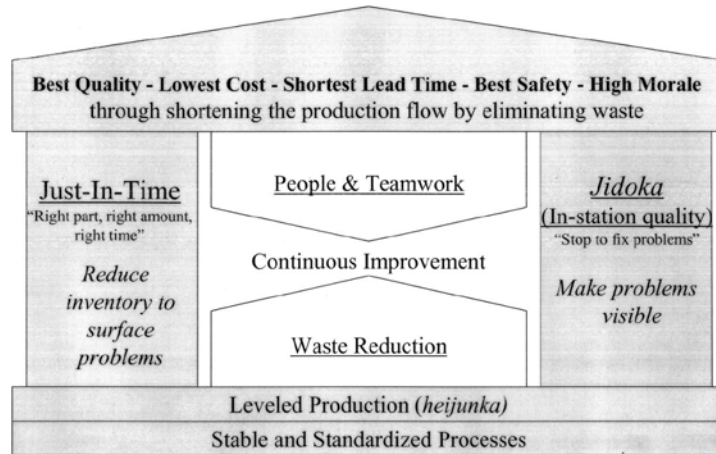 Best Quality - Lowest Cost - Shortest Lead Time - Best Safety - High Morale
through shortening the production flow by eliminating waste
Just-In-Time
“Right part, right amount,
right time”
Reduce
inventory to
surface
problems
People & Teamwork
Continuous Improvement
Waste Reduction
Jidoka
(In-station quality)
“Stop to fix problems”
Make problems
visible
Leveled Production (heijunka)
Stable and Standardized Processes